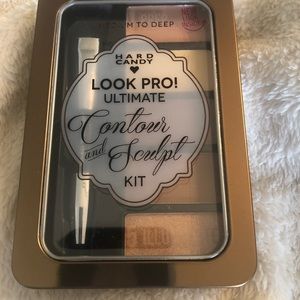 MEDIUM TO DEEP
HARD
CANDY
LOOK PRO!
ULTIMATE
Contour
and Sculpt
KIT